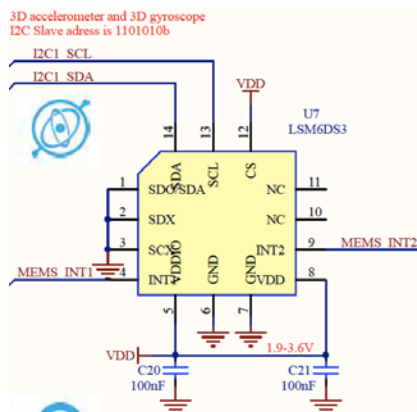 3D accelerometer and 3D gyroscope
I2C Slave adress is 1101010b
I2C1_SCL
I2C1_SDA
VDD
U7
LSM6DS3
14
13
12
SDA
SCL
CS
1
SDO/SDA
NC
11
2
SDX
NC
10
3
SCX
INT2
9
MEMS_INT2
MEMS_INT1
4
INT1
VDDIO
GND
GND
VDD
8
5
6
7
1.9-3.6V
VDD
C20
C21
100nF
100nF